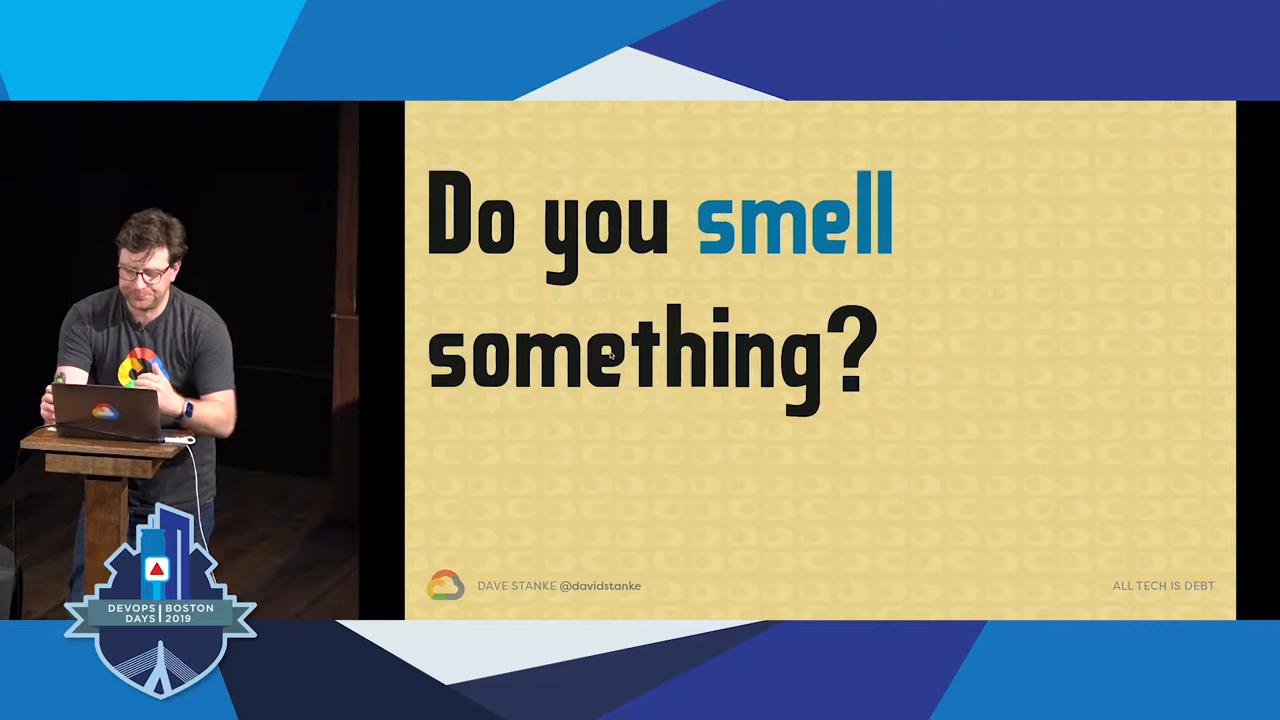 Do you smell
something?
DAVE STANKE @davidstanke
ALL TECH IS DEBT
DEVOPS BOSTON
DAYS 2019